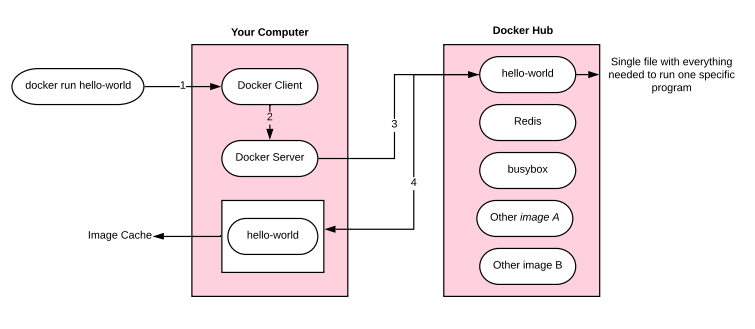 Your Computer
Docker Hub
docker run hello-world
1
Docker Client
2
Docker Server
3
4
hello-world
Image Cache
hello-world
Single file with everything
needed to run one specific
program
Redis
busybox
Other image A
Other image B